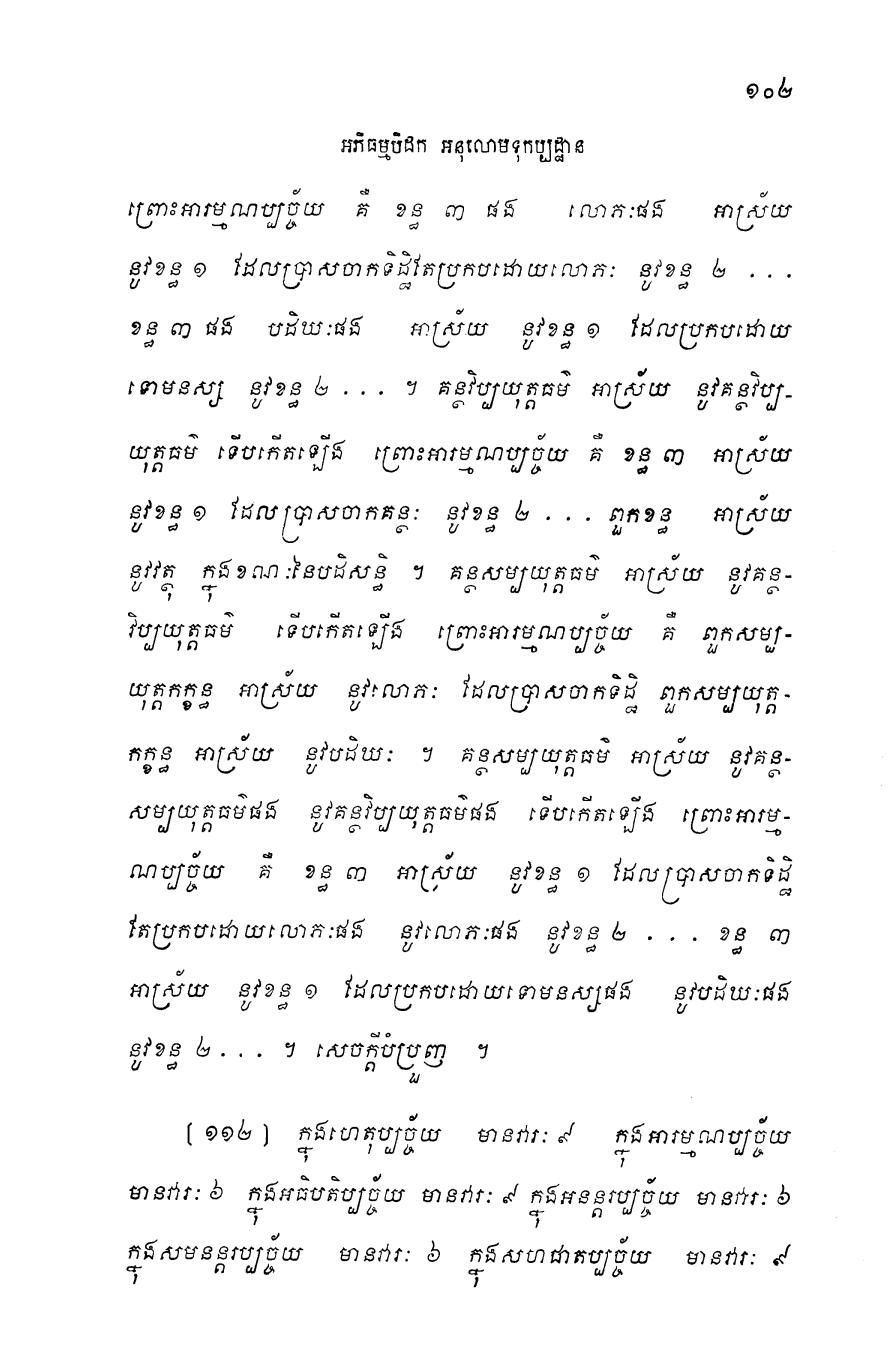 ១០២
អភិធម្មបិដក អនុលោមទុកប្បដ្ឋាន
ព្រោះអារម្មណប្បច្ច័យ គឺ ខន្ធ ៣ ផង លោភៈផង អាស្រ័យ
នូវខន្ធ ១ ដែលប្រាសចាកទិដ្ឋិតែប្រកបដោយលោភៈ នូវខន្ធ ២ ...
ខន្ធ ៣ ផង បដិឃៈផង អាស្រ័យ នូវខន្ធ ១ ដែលប្រកបដោយ
ទោមនស្ស នូវខន្ធ ២ ... ។ គន្ថវិប្បយុត្តធម៌ អាស្រ័យ នូវគន្ថវិប្ប-
យុត្តធម៌ ទើបកើតឡើង ព្រោះអារម្មណប្បច្ច័យ គឺ ខន្ធ ៣ អាស្រ័យ
នូវខន្ធ ១ ដែលប្រាសចាកគន្ថៈ នូវខន្ធ ២ ... ពួកខន្ធ អាស្រ័យ
នូវវត្ថុ ក្នុងខណៈនៃបដិសន្ធិ ។ គន្ថសម្បយុត្តធម៌ អាស្រ័យ នូវគន្ថ-
វិប្បយុត្តធម៌ ទើបកើតឡើង ព្រោះអារម្មណប្បច្ច័យ គឺ ពួកសម្ប-
យុត្តកក្ខន្ធ អាស្រ័យ នូវលោភៈ ដែលប្រាសចាកទិដ្ឋិ ពួកសម្បយុត្ត-
កក្ខន្ធ អាស្រ័យ នូវបដិឃៈ ។ គន្ថសម្បយុត្តធម៌ អាស្រ័យ នូវគន្ថ-
សម្បយុត្តធម៌ផង នូវគន្ថវិប្បយុត្តធម៌ផង ទើបកើតឡើង ព្រោះអារម្ម-
ណប្បច្ច័យ គឺ ខន្ធ ៣ អាស្រ័យ នូវខន្ធ ១ ដែលប្រាសចាកទិដ្ឋិ
តែប្រកបដោយលោភៈផង នូវលោភៈផង នូវខន្ធ ២ ... ខន្ធ ៣
អាស្រ័យ នូវខន្ធ ១ ដែលប្រកបដោយទោមនស្សផង នូវបដិឃៈផង
នូវខន្ធ ២ ... ។ សេចក្តីបំប្រួញ ។
[ ១១២ ] ក្នុងហេតុប្បច្ច័យ មានវារៈ ៩ ក្នុងអារម្មណប្បច្ច័យ
មានវារៈ ៦ ក្នុងអធិបតិប្បច្ច័យ មានវារៈ ៩ ក្នុងអនន្តរប្បច្ច័យ មានវារៈ ៦
ក្នុងសមនន្តរប្បច្ច័យ មានវារៈ ៦ ក្នុងសហជាតប្បច្ច័យ មានវារៈ ៩